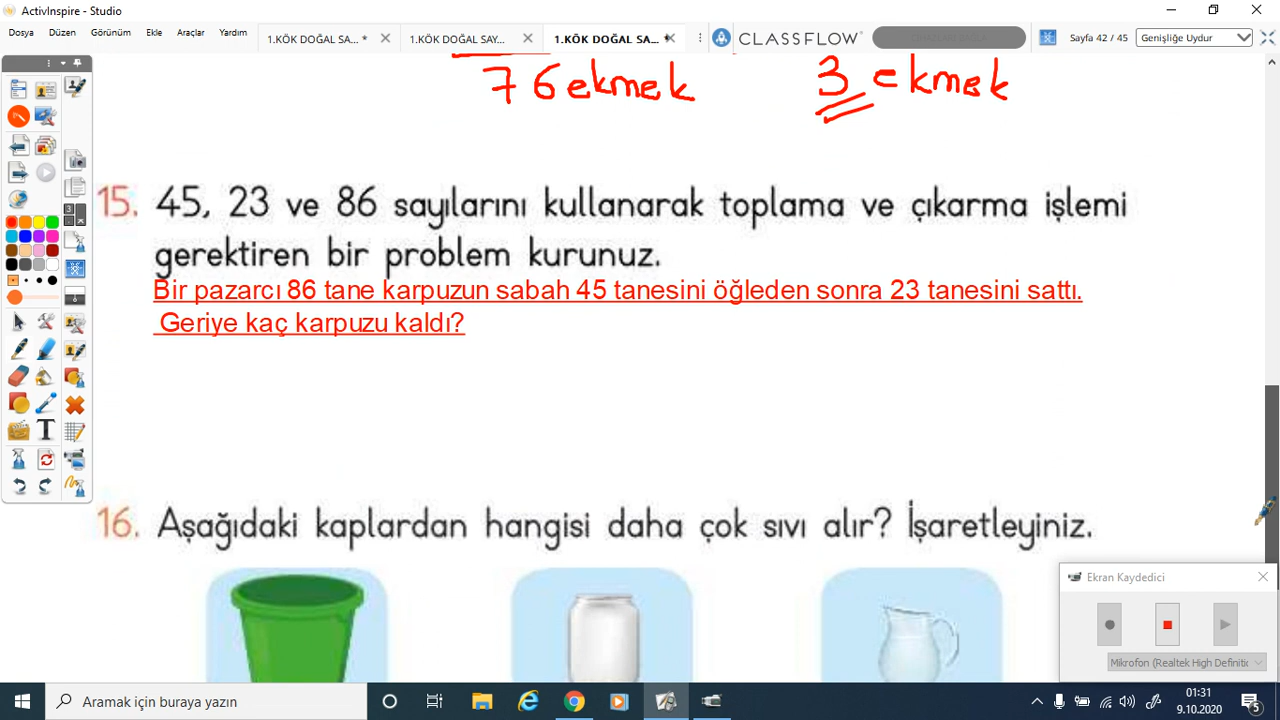 ActivInspire - Studio
Dosya Düzen Görünüm Ekle Araçlar Yardım
1.KÖK DOĞAL SA... *
1.KÖK DOĞAL SAY...
1.KÖK DOĞAL SA... *
CLASSFLOW
Sayfa 42 / 45
Genişliğe Uydur
76 ekmek
3 ekmek
15. 45, 23 ve 86 sayılarını kullanarak toplama ve çıkarma işlemi
gerektiren bir problem kurunuz.
Bir pazarcı 86 tane karpuzun sabah 45 tanesini öğleden sonra 23 tanesini sattı.
Geriye kaç karpuzu kaldı?
16. Aşağıdaki kaplardan hangisi daha çok sıvı alır? İşaretleyiniz.
Ekran Kaydedici
Mikrofon (Realtek High Definitic
Aramak için buraya yazın
01:31
9.10.2020
5